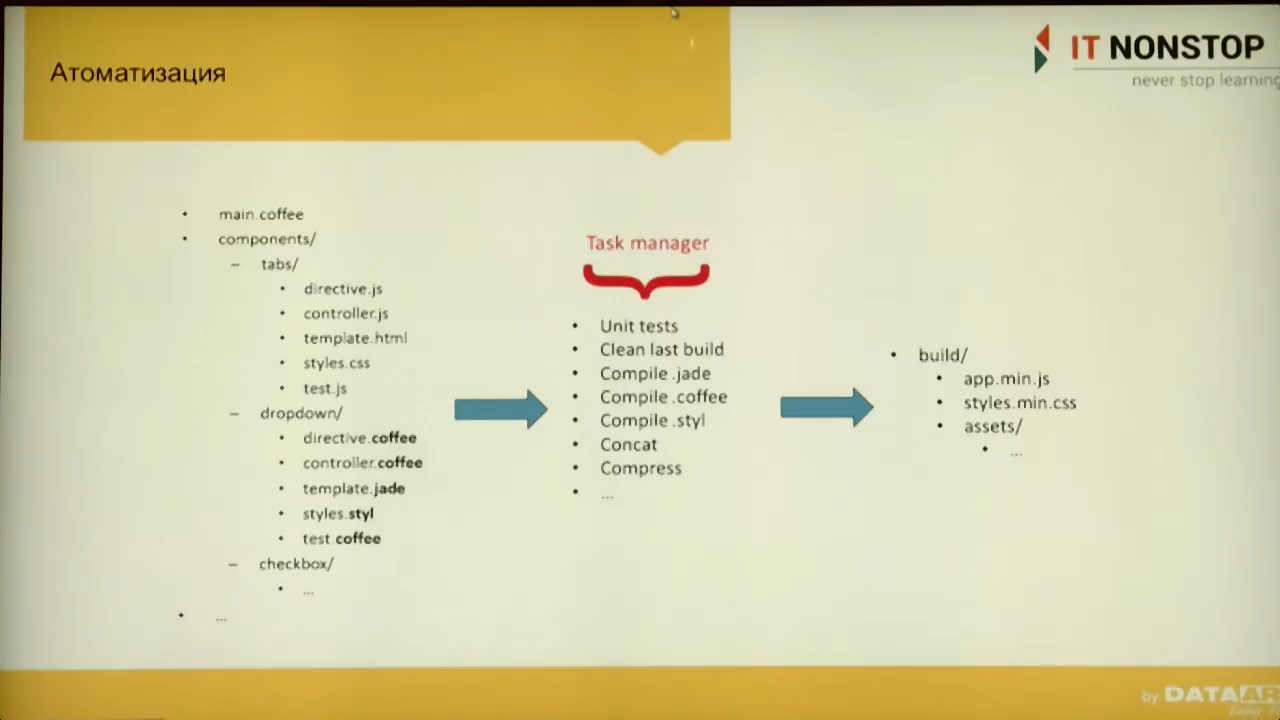 Атоматизация
IT NONSTOP
never stop learning
• main.coffee
• components/
– tabs/
• directive.js
• controller.js
• template.html
• styles.css
• test.js
– dropdown/
• directive.coffee
• controller.coffee
• template.jade
• styles.styl
• test.coffee
– checkbox/
• ...
• ...
Task manager
• Unit tests
• Clean last build
• Compile .jade
• Compile .coffee
• Compile .styl
• Concat
• Compress
• ...
• build/
• app.min.js
• styles.min.css
• assets/
• ...
by DATAAR